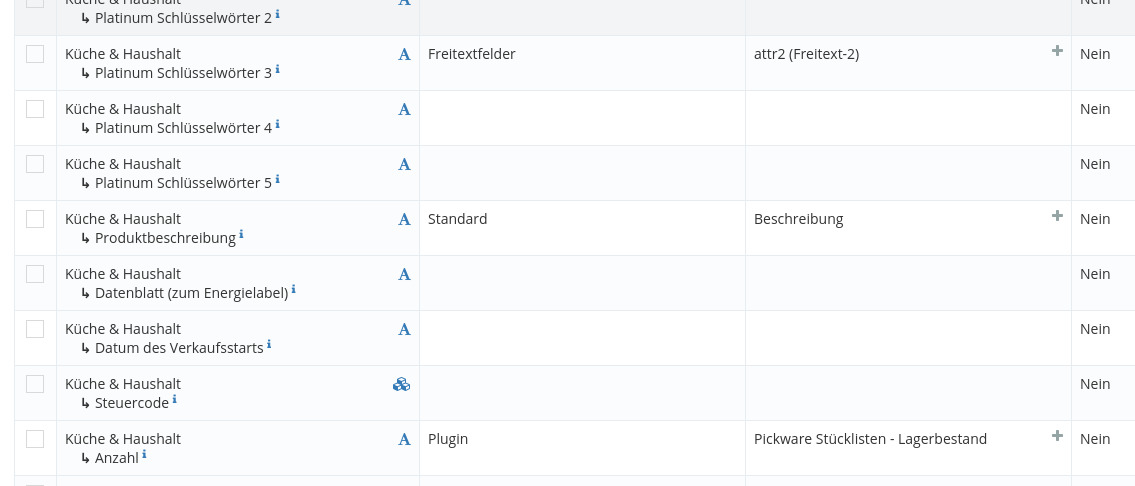 Küche & Haushalt A Nein
↳ Platinum Schlüsselwörter 2 i
Küche & Haushalt A Freitextfelder attr2 (Freitext-2) + Nein
↳ Platinum Schlüsselwörter 3 i
Küche & Haushalt A Nein
↳ Platinum Schlüsselwörter 4 i
Küche & Haushalt A Nein
↳ Platinum Schlüsselwörter 5 i
Küche & Haushalt A Standard Beschreibung + Nein
↳ Produktbeschreibung i
Küche & Haushalt A Nein
↳ Datenblatt (zum Energielabel) i
Küche & Haushalt A Nein
↳ Datum des Verkaufsstarts i
Küche & Haushalt Nein
↳ Steuercode i
Küche & Haushalt A Plugin Pickware Stücklisten - Lagerbestand + Nein
↳ Anzahl i